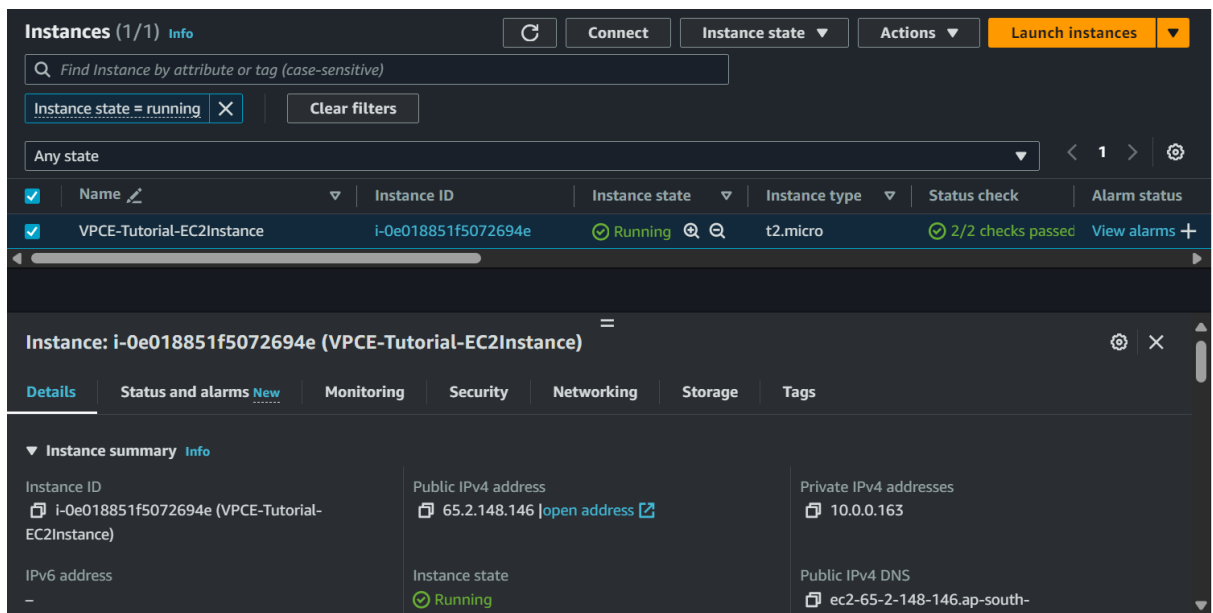 Instances (1/1) Info Connect Instance state Actions Launch instances
Find Instance by attribute or tag (case-sensitive)
Instance state = running Clear filters
Any state 1
Name Instance ID Instance state Instance type Status check Alarm status
VPCE-Tutorial-EC2Instance i-0e018851f5072694e Running t2.micro 2/2 checks passed View alarms
Instance: i-0e018851f5072694e (VPCE-Tutorial-EC2Instance)
Details Status and alarms New Monitoring Security Networking Storage Tags
Instance summary Info
Instance ID Public IPv4 address Private IPv4 addresses
i-0e018851f5072694e (VPCE-Tutorial- 65.2.148.146 |open address 10.0.0.163
EC2Instance)
IPv6 address Instance state Public IPv4 DNS
– Running ec2-65-2-148-146.ap-south-